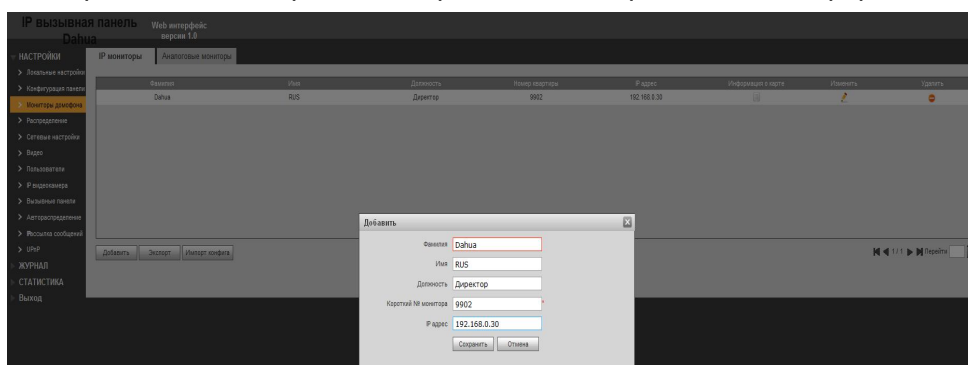 IP вызывная панель Web интерфейс
Dahua версии 1.0
НАСТРОЙКИ
Локальные настройки
Конфигурация панели
Мониторы домофона
Распределение
Сетевые настройки
Видео
Пользователи
IP видеокамера
Вызывные панели
Автораспределение
Рассылка сообщений
UPnP
ЖУРНАЛ
СТАТИСТИКА
Выход
IP мониторы Аналоговые мониторы
Фамилия Имя Должность Номер квартиры IP адрес Информация о карте Изменить Удалить
Dahua RUS Директор 9902 192.168.0.30
Добавить Экспорт Импорт конфига
1 / 1 Перейти
Добавить
Фамилия Dahua
Имя RUS
Должность Директор
Короткий № монитора 9902 *
IP адрес 192.168.0.30
Сохранить Отмена